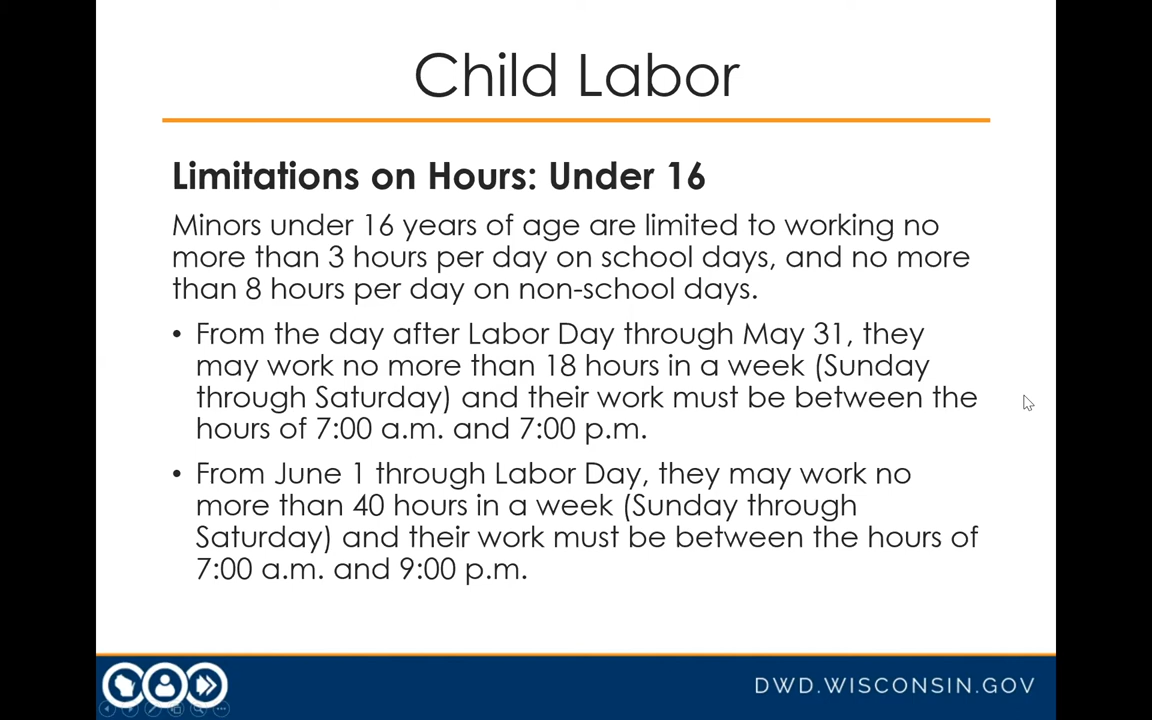 Child Labor
Limitations on Hours: Under 16
Minors under 16 years of age are limited to working no
more than 3 hours per day on school days, and no more
than 8 hours per day on non-school days.
• From the day after Labor Day through May 31, they
may work no more than 18 hours in a week (Sunday
through Saturday) and their work must be between the
hours of 7:00 a.m. and 7:00 p.m.
• From June 1 through Labor Day, they may work no
more than 40 hours in a week (Sunday through
Saturday) and their work must be between the hours of
7:00 a.m. and 9:00 p.m.
DWD.WISCONSIN.GOV